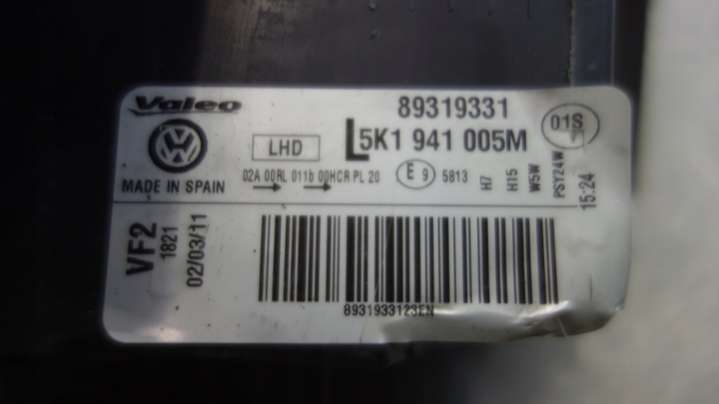 Valeo
89319331
01S
LHD
L 5K1 941 005M
MADE IN SPAIN
02A 00RL 011b 00HCR PL 20
E 9 5813
H7
H15
W5W
PSY24W
15:24
VF2
1821
02/03/11
8931933123EN